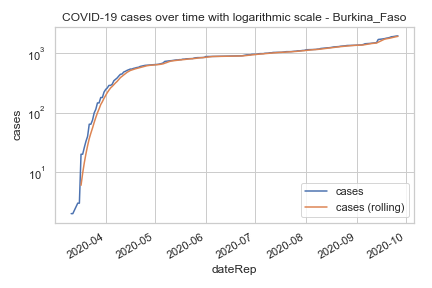 COVID-19 cases over time with logarithmic scale - Burkina_Faso
cases
10³
10²
10¹
cases
cases (rolling)
2020-04
2020-05
2020-06
2020-07
2020-08
2020-09
2020-10
dateRep